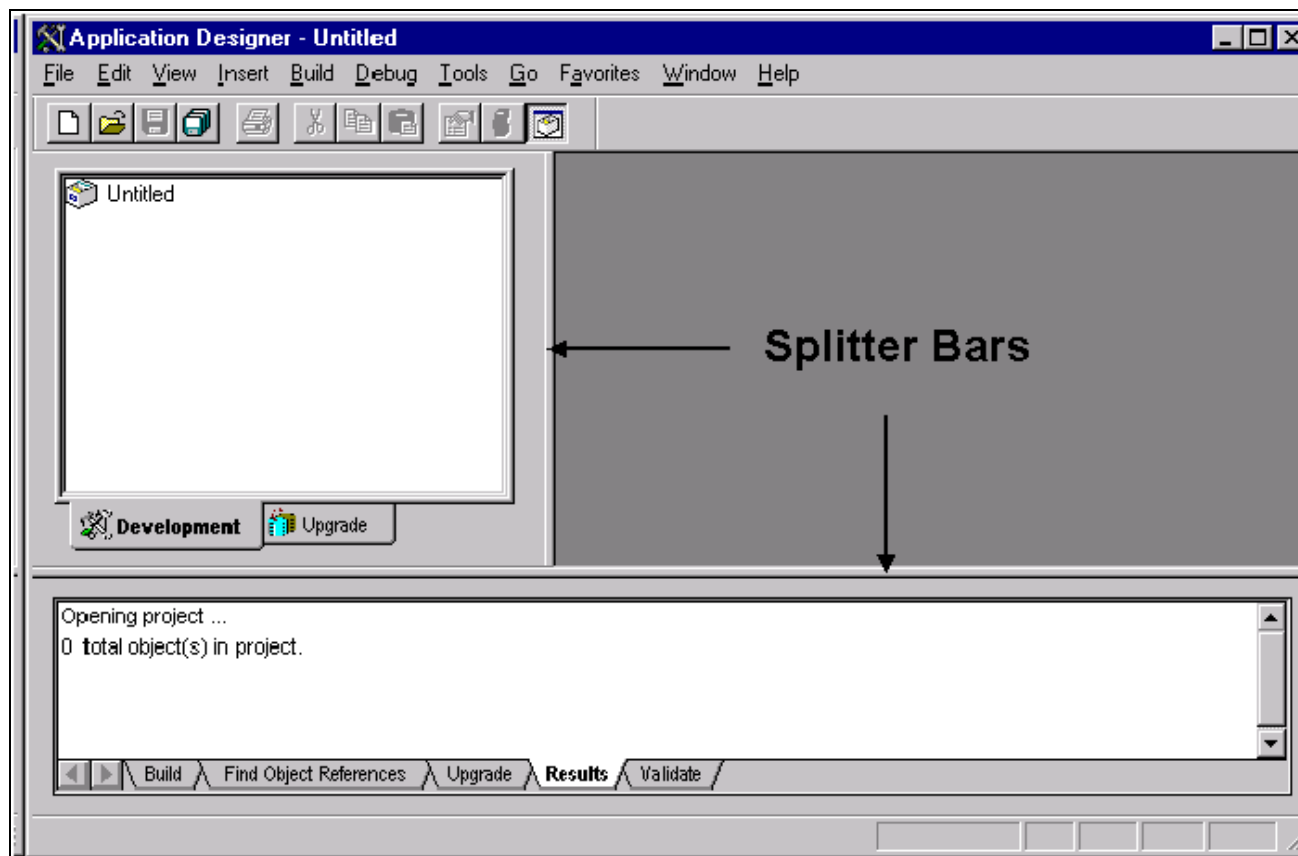 Application Designer - Untitled
File Edit View Insert Build Debug Tools Go Favorites Window Help
Untitled
Splitter Bars
Development Upgrade
Opening project ...
0 total object(s) in project.
Build Find Object References Upgrade Results Validate